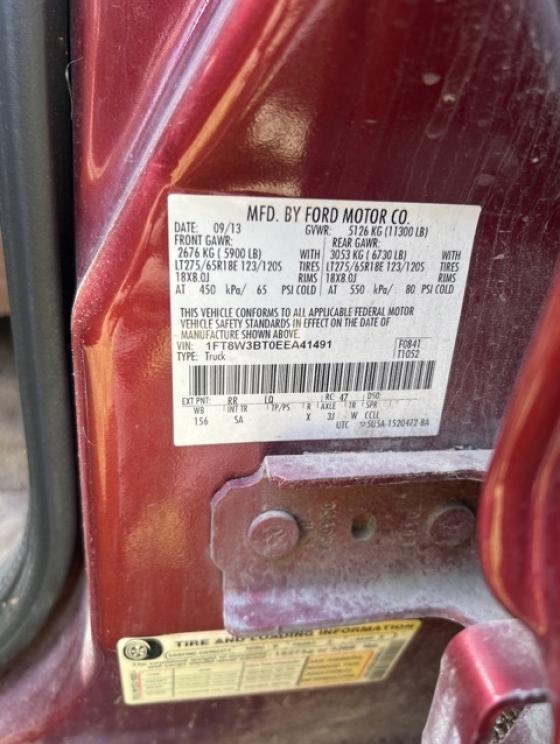 MFD. BY FORD MOTOR CO.
DATE: 09/13 GVWR: 5126 KG (11300 LB)
FRONT GAWR: REAR GAWR:
2676 KG ( 5900 LB) WITH 3053 KG ( 6730 LB) WITH
LT275/65R18E 123/120S TIRES LT275/65R18E 123/120S TIRES
18X8.0J RIMS 18X8.0J RIMS
AT 450 kPa/ 65 PSI COLD AT 550 kPa/ 80 PSI COLD
THIS VEHICLE CONFORMS TO ALL APPLICABLE FEDERAL MOTOR
VEHICLE SAFETY STANDARDS IN EFFECT ON THE DATE OF
MANUFACTURE SHOWN ABOVE.
VIN: 1FT8W3BT0EEA41491 F0841
TYPE: Truck T1052
EXT PNT: RR LQ RC: 47 DSO:
WB INT TR TP/PS R AXLE TR SPR
156 SA X 3J W CCLL
UTC 5U5A-1520472-BA
TIRE AND LOADING INFORMATION
SEATING CAPACITY